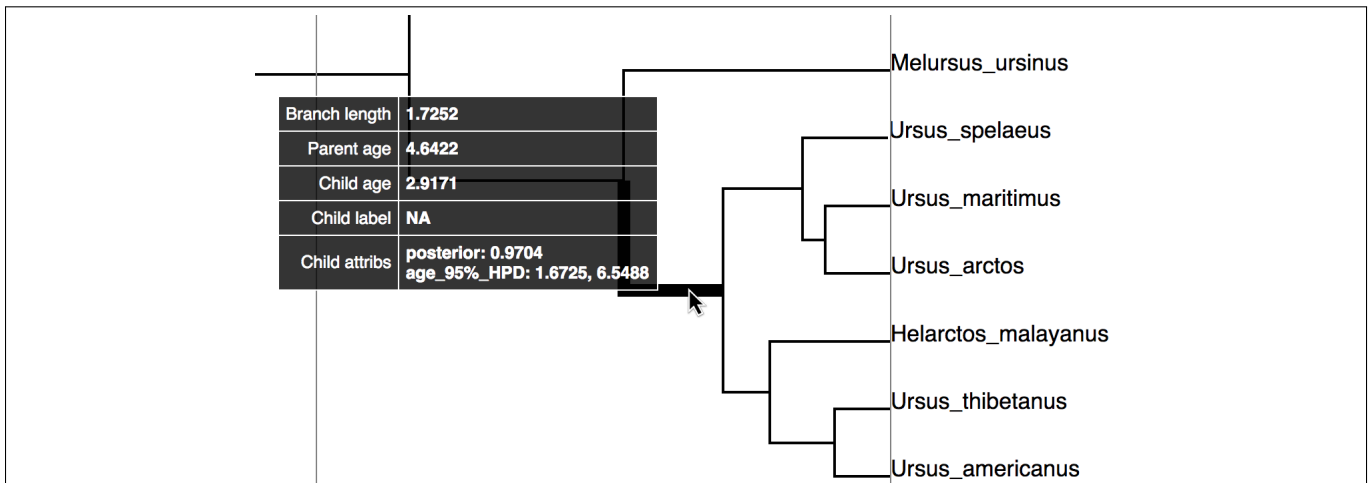 Melursus_ursinus
Branch length 1.7252
Parent age 4.6422
Child age 2.9171
Child label NA
Child attribs posterior: 0.9704
age_95%_HPD: 1.6725, 6.5488
Ursus_spelaeus
Ursus_maritimus
Ursus_arctos
Helarctos_malayanus
Ursus_thibetanus
Ursus_americanus